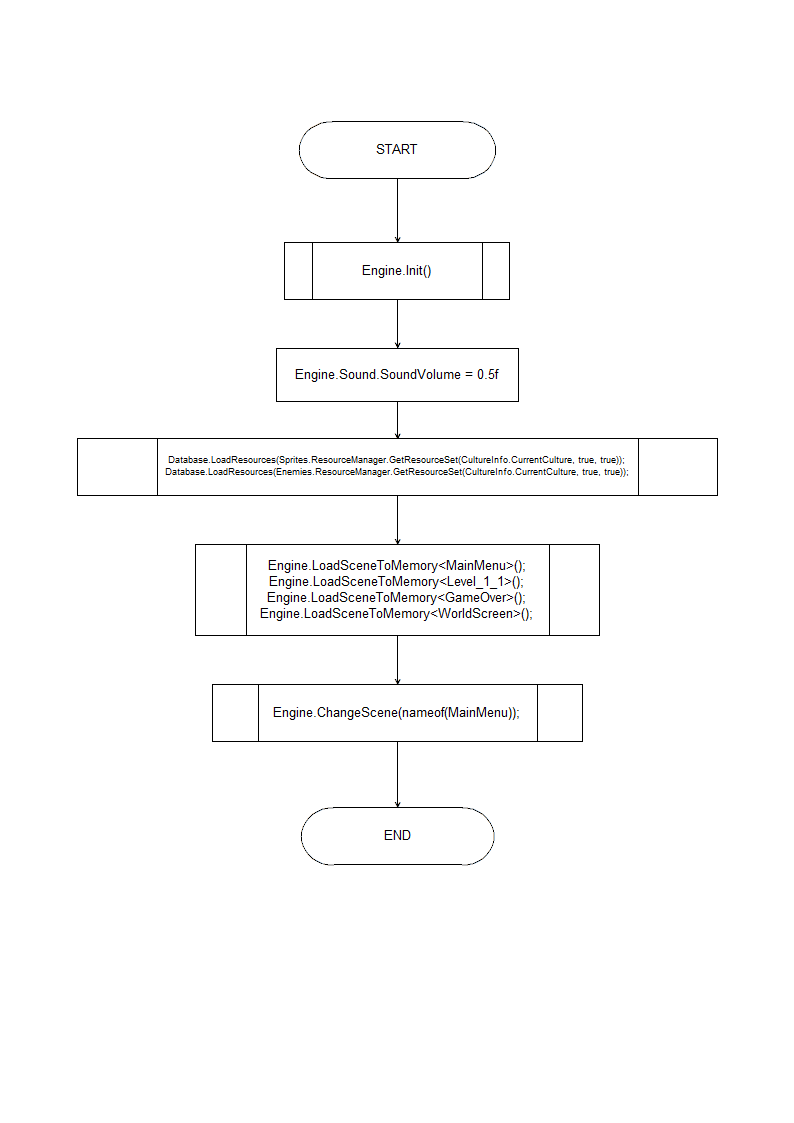 START
Engine.Init()
Engine.Sound.SoundVolume = 0.5f
Database.LoadResources(Sprites.ResourceManager.GetResourceSet(CultureInfo.CurrentCulture, true, true));
Database.LoadResources(Enemies.ResourceManager.GetResourceSet(CultureInfo.CurrentCulture, true, true));
Engine.LoadSceneToMemory<MainMenu>();
Engine.LoadSceneToMemory<Level_1_1>();
Engine.LoadSceneToMemory<GameOver>();
Engine.LoadSceneToMemory<WorldScreen>();
Engine.ChangeScene(nameof(MainMenu));
END